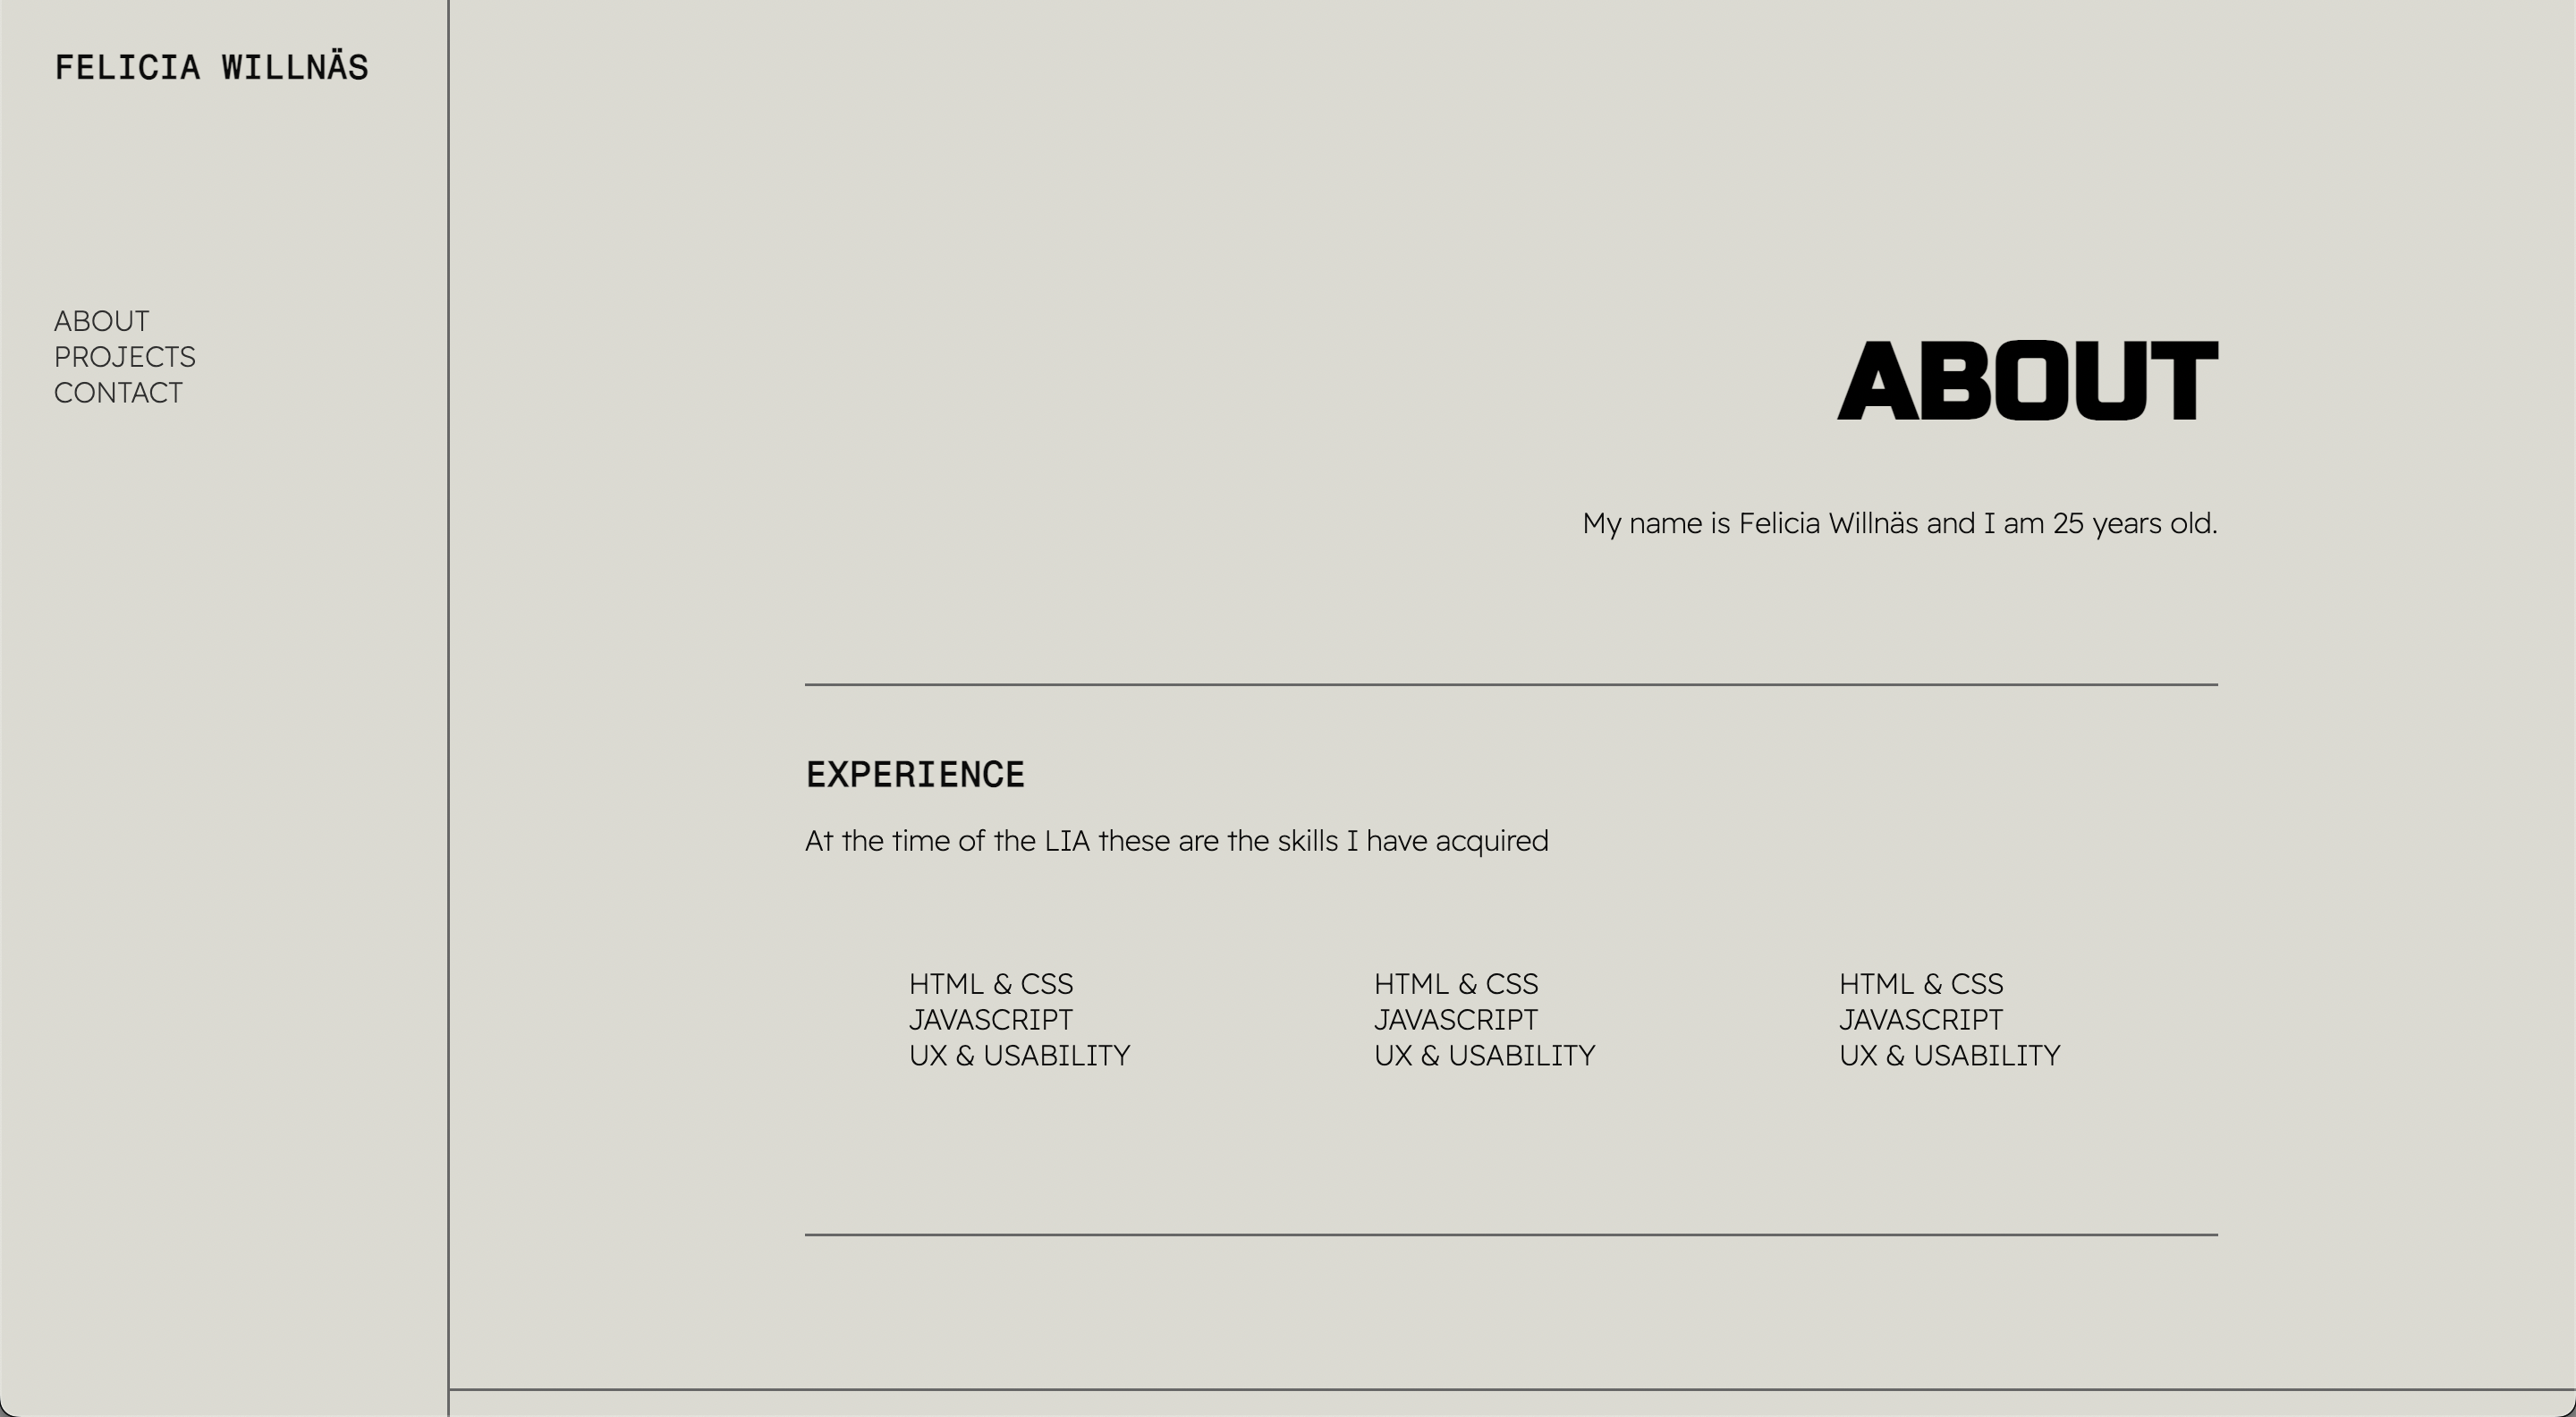 FELICIA WILLNÄS
ABOUT
PROJECTS
CONTACT
ABOUT
My name is Felicia Willnäs and I am 25 years old.
EXPERIENCE
At the time of the LIA these are the skills I have acquired
HTML & CSS
JAVASCRIPT
UX & USABILITY
HTML & CSS
JAVASCRIPT
UX & USABILITY
HTML & CSS
JAVASCRIPT
UX & USABILITY